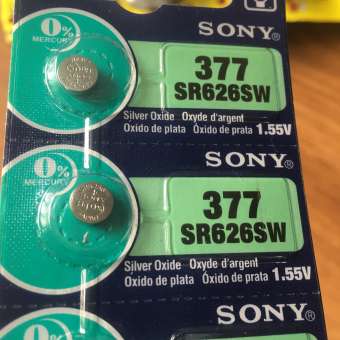 SONY®
0%
MERCURY
377
SR626SW
Silver Oxide Oxyde d'argent
Óxido de plata Óxido de prata 1.55V
SONY®
0%
MERCURY
377
SR626SW
Silver Oxide Oxyde d'argent
Óxido de plata Óxido de prata 1.55V
SONY®
0%